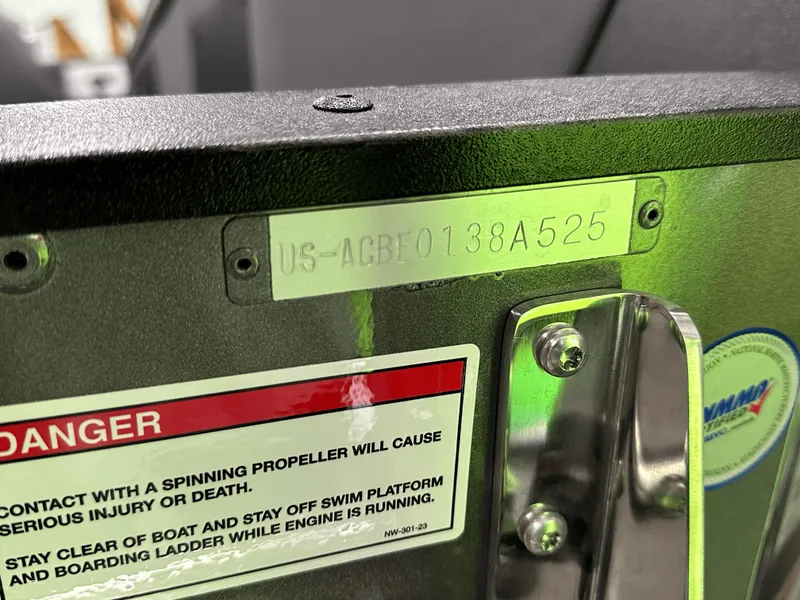 US-ACBE0138A525
DANGER
CONTACT WITH A SPINNING PROPELLER WILL CAUSE
SERIOUS INJURY OR DEATH.
STAY CLEAR OF BOAT AND STAY OFF SWIM PLATFORM
AND BOARDING LADDER WHILE ENGINE IS RUNNING.
NW-301-23
NMMA